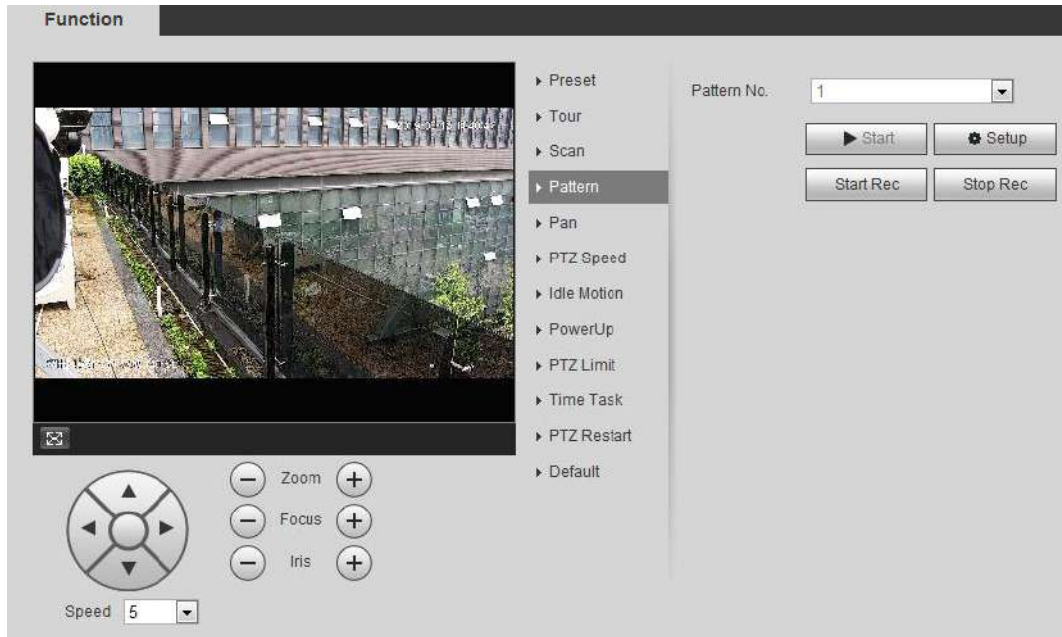 Function
Preset
Tour
Scan
Pattern
Pan
PTZ Speed
Idle Motion
PowerUp
PTZ Limit
Time Task
PTZ Restart
Default
Pattern No.
1
Start
Setup
Start Rec
Stop Rec
Zoom
Focus
Iris
Speed
5